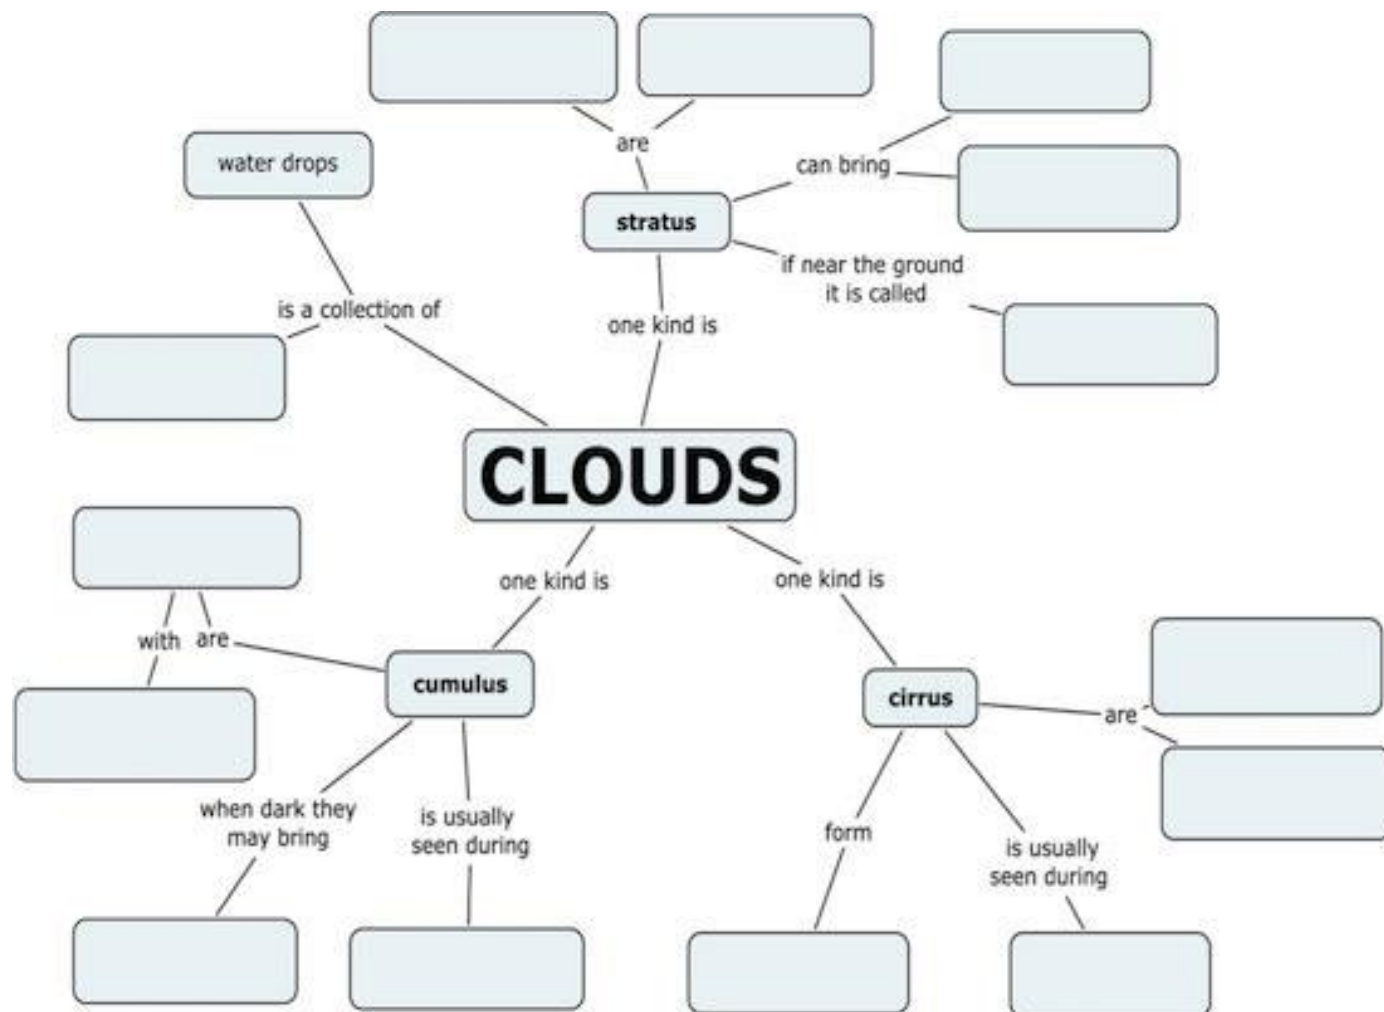 water drops
are
can bring
stratus
if near the ground
it is called
is a collection of
one kind is
CLOUDS
one kind is
one kind is
with
are
cumulus
cirrus
are
when dark they
may bring
is usually
seen during
form
is usually
seen during